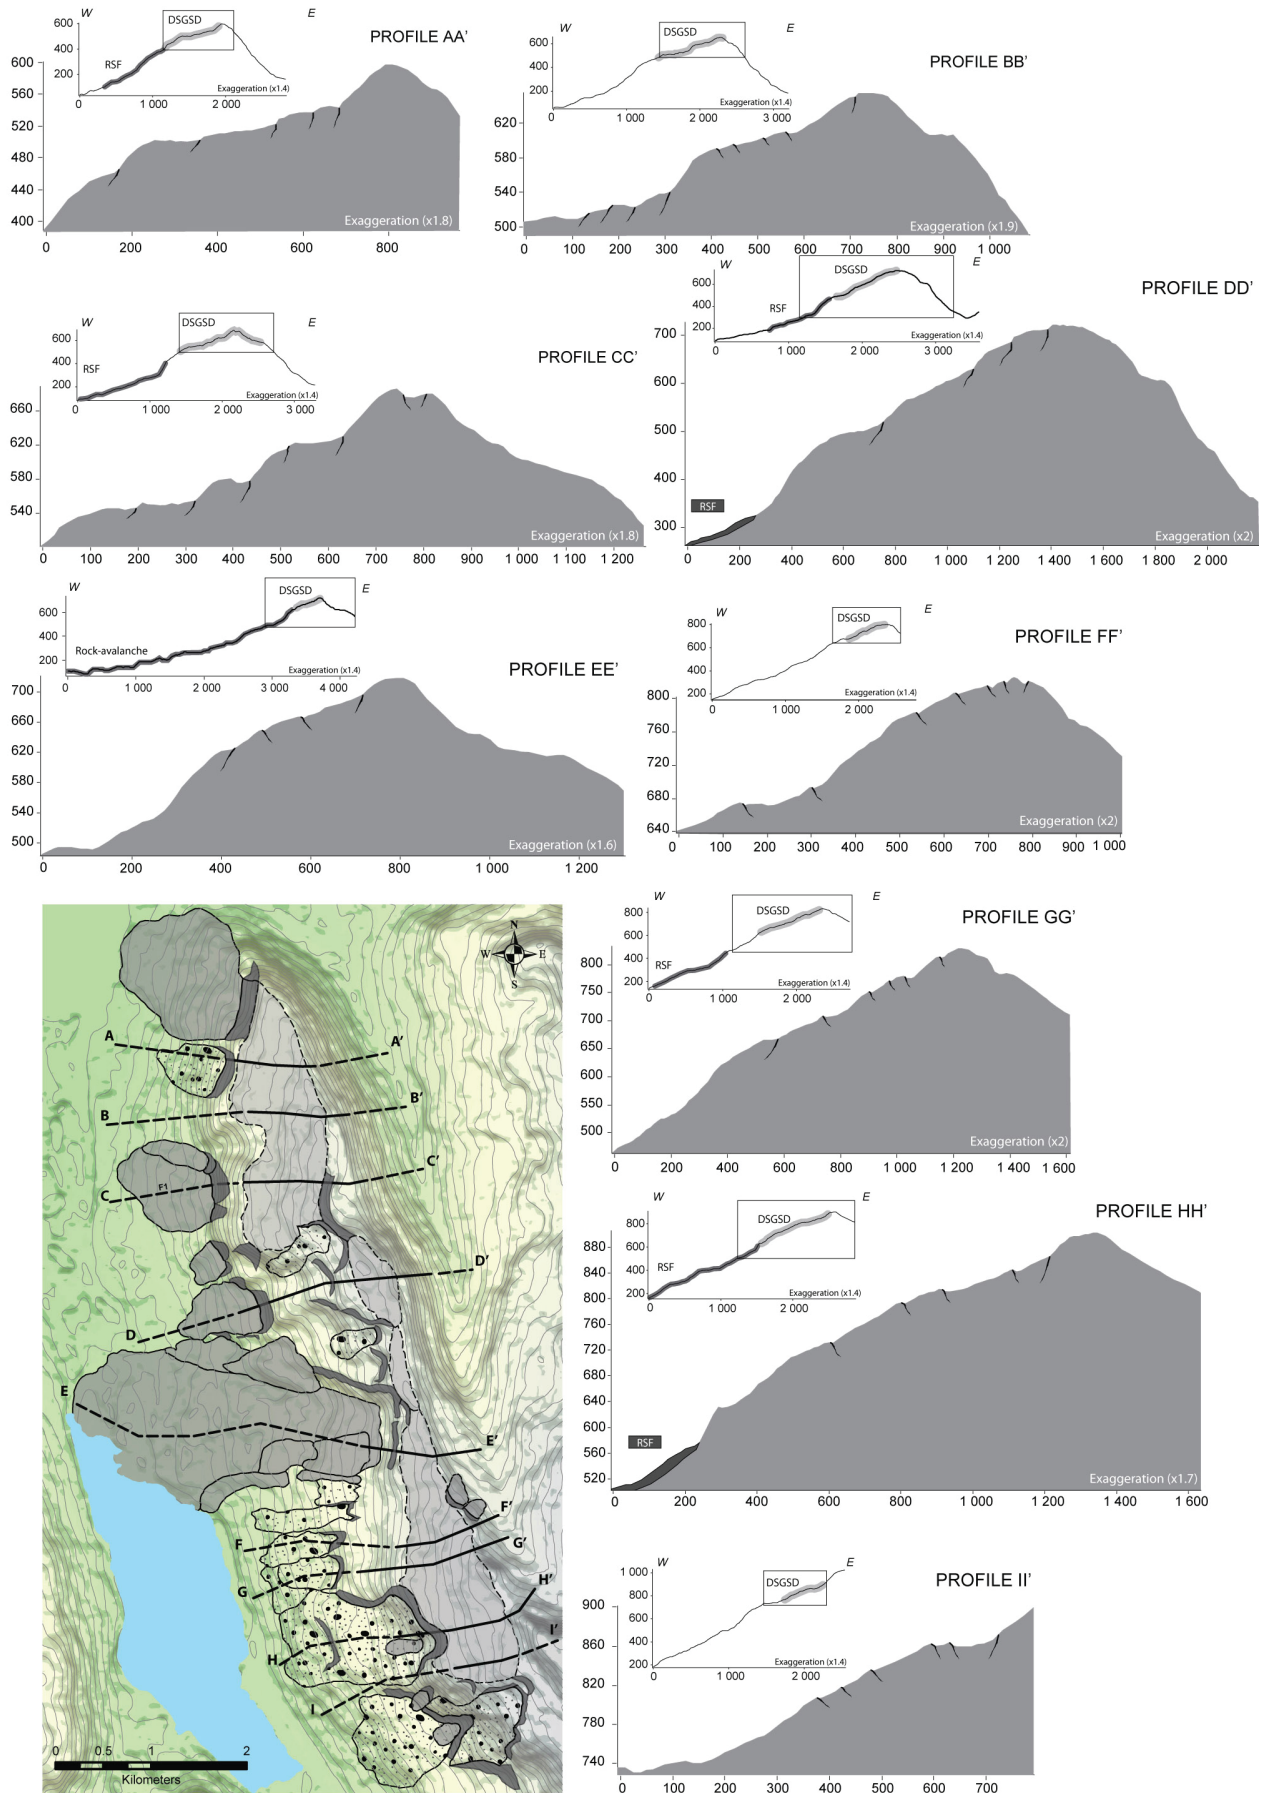 PROFILE AA'
W
E
DSGSD
RSF
600
400
200
0
1 000
2 000
Exaggeration (x1.4)
600
560
520
480
440
400
0 200 400 600 800
Exaggeration (x1.8)
PROFILE BB'
W
E
DSGSD
600
400
200
0
1 000
2 000
3 000
Exaggeration (x1.4)
620
580
540
500
0 100 200 300 400 500 600 700 800 900 1 000
Exaggeration (x1.9)
PROFILE CC'
W
E
DSGSD
RSF
600
400
200
0
1 000
2 000
3 000
Exaggeration (x1.4)
660
620
580
540
0 100 200 300 400 500 600 700 800 900 1 000 1 100 1 200
Exaggeration (x1.8)
PROFILE DD'
W
E
DSGSD
RSF
600
400
200
0
1 000
2 000
3 000
Exaggeration (x1.4)
700
600
500
400
300
RSF
0 200 400 600 800 1 000 1 200 1 400 1 600 1 800 2 000
Exaggeration (x2)
PROFILE EE'
W
E
DSGSD
Rock-avalanche
600
400
200
0
1 000
2 000
3 000
4 000
Exaggeration (x1.4)
700
660
620
580
540
500
0 200 400 600 800 1 000 1 200
Exaggeration (x1.6)
PROFILE FF'
W
E
DSGSD
800
600
400
200
0
1 000
2 000
Exaggeration (x1.4)
800
760
720
680
640
0 100 200 300 400 500 600 700 800 900 1 000
Exaggeration (x2)
PROFILE GG'
W
E
DSGSD
RSF
800
600
400
200
0
1 000
2 000
Exaggeration (x1.4)
800
750
700
650
600
550
500
0 200 400 600 800 1 000 1 200 1 400 1 600
Exaggeration (x2)
PROFILE HH'
W
E
DSGSD
RSF
800
600
400
200
0
1 000
2 000
Exaggeration (x1.4)
880
840
800
760
720
680
640
600
560
520
RSF
0 200 400 600 800 1 000 1 200 1 400 1 600
Exaggeration (x1.7)
PROFILE II'
W
E
DSGSD
1 000
800
600
400
200
0
1 000
2 000
Exaggeration (x1.4)
900
860
820
780
740
0 100 200 300 400 500 600 700
N
W
E
S
A
A'
B
B'
C
F1
C'
D
D'
E
E'
F
F'
G
G'
H
H'
I
I'
0 0.5 1 2
Kilometers